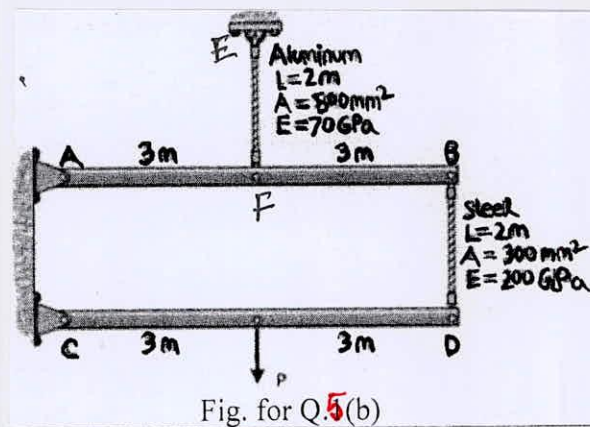 E
Aluminum
L=2m
A=800mm²
E=70GPa
A 3m 3m B
F
Steel
L=2m
A=300mm²
E=200GPa
C 3m 3m D
P
Fig. for Q.5(b)